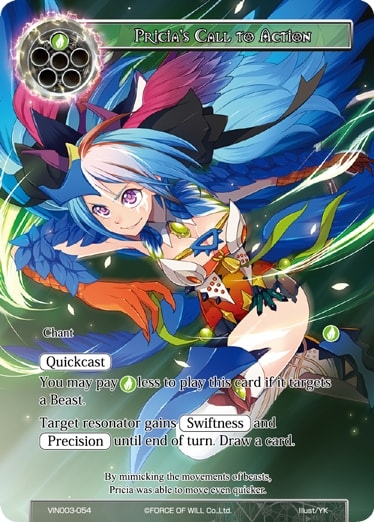 Pricia's Call to Action
Chant
Quickcast
You may pay less to play this card if it targets
a Beast.
Target resonator gains Swiftness and
Precision until end of turn. Draw a card.
By mimicking the movements of beasts,
Pricia was able to move even quicker.
VIN003-054 ©FORCE OF WILL Co.,Ltd. Illust/YK